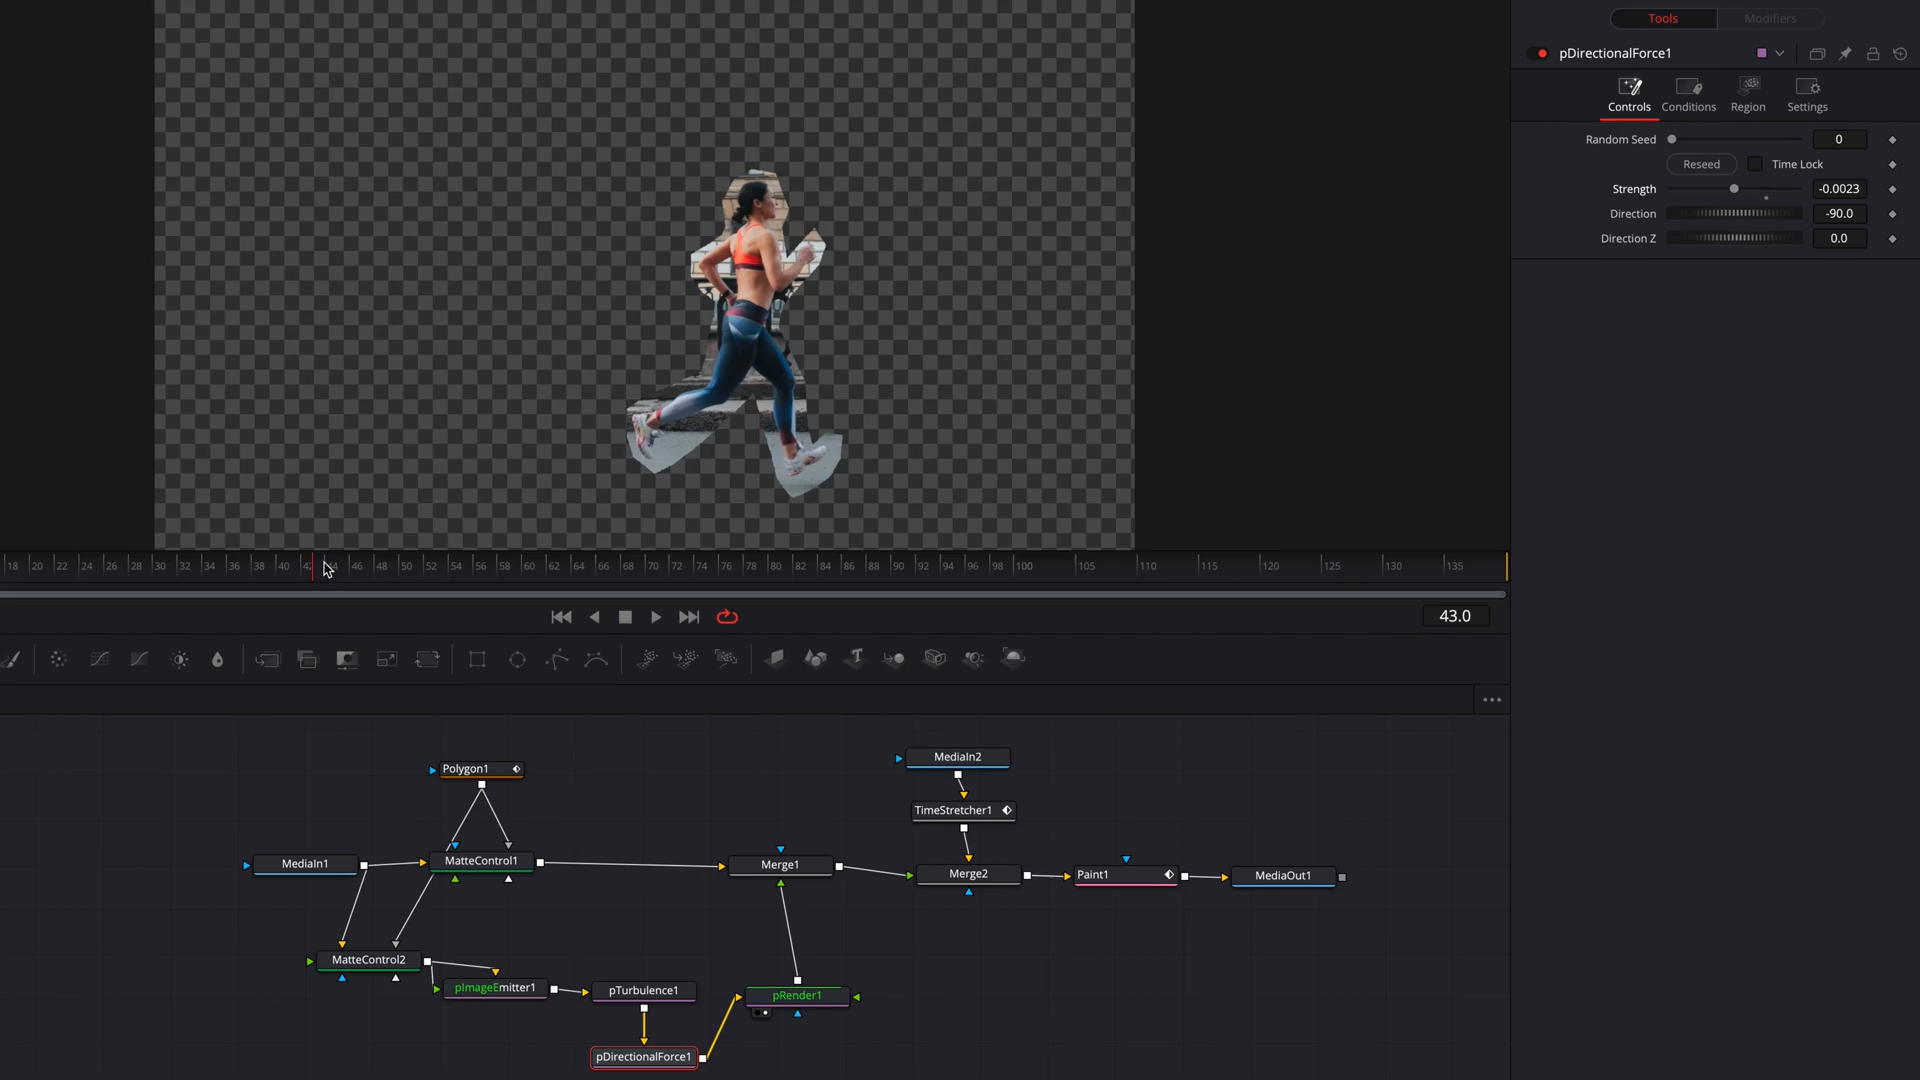 Tools Modifiers
pDirectionalForce1
Controls Conditions Region Settings
Random Seed 0
Reseed Time Lock
Strength -0.0023
Direction -90.0
Direction Z 0.0
18 20 22 24 26 28 30 32 34 36 38 40 42 44 46 48 50 52 54 56 58 60 62 64 66 68 70 72 74 76 78 80 82 84 86 88 90 92 94 96 98 100 105 110 115 120 125 130 135
43.0
MediaIn2
Polygon1
TimeStretcher1
MediaIn1 MatteControl1 Merge1 Merge2 Paint1 MediaOut1
MatteControl2
pImageEmitter1 pTurbulence1 pRender1
pDirectionalForce1